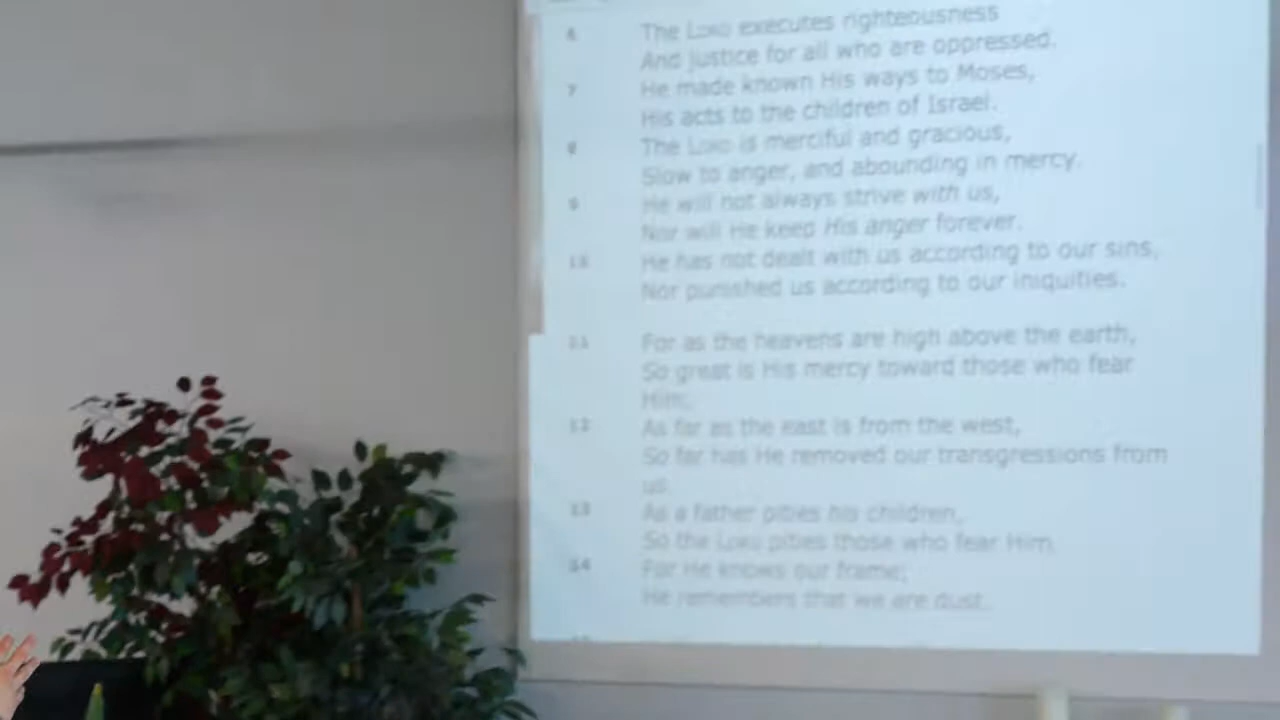 6 The LORD executes righteousness
And justice for all who are oppressed.
7 He made known His ways to Moses,
His acts to the children of Israel.
8 The LORD is merciful and gracious,
Slow to anger, and abounding in mercy.
9 He will not always strive with us,
Nor will He keep His anger forever.
10 He has not dealt with us according to our sins,
Nor punished us according to our iniquities.
11 For as the heavens are high above the earth,
So great is His mercy toward those who fear
Him;
12 As far as the east is from the west,
So far has He removed our transgressions from
us.
13 As a father pities his children,
So the LORD pities those who fear Him.
14 For He knows our frame;
He remembers that we are dust.